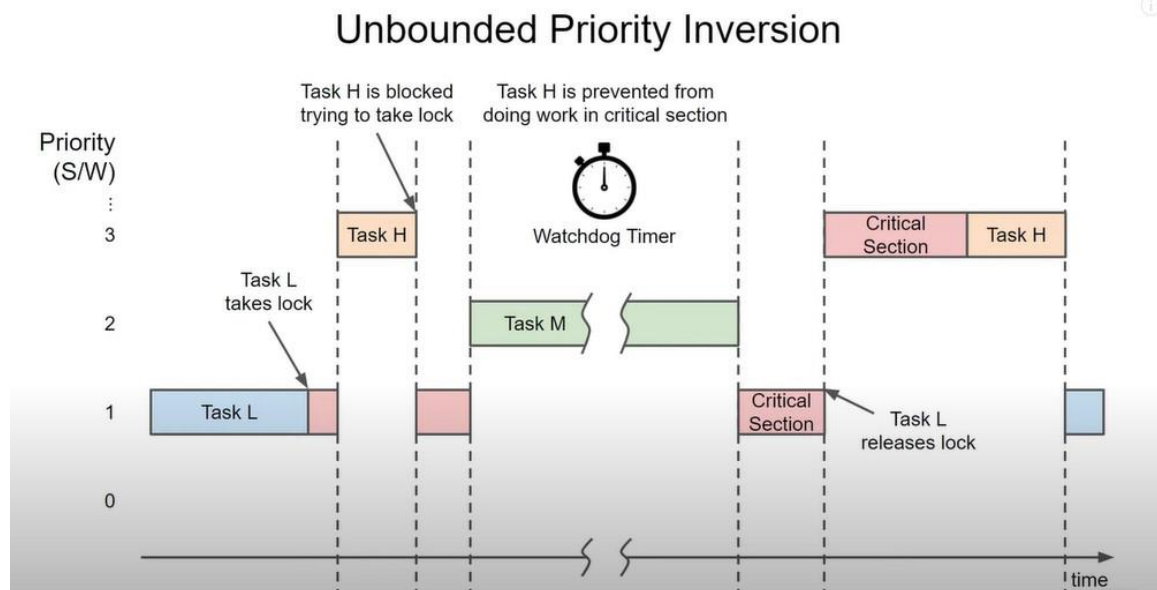 Unbounded Priority Inversion
Task H is blocked
trying to take lock
Task H is prevented from
doing work in critical section
Priority
(S/W)
⋮
3
Task H
Watchdog Timer
Critical
Section
Task H
Task L
takes lock
2
Task M
1
Task L
Critical
Section
Task L
releases lock
0
time